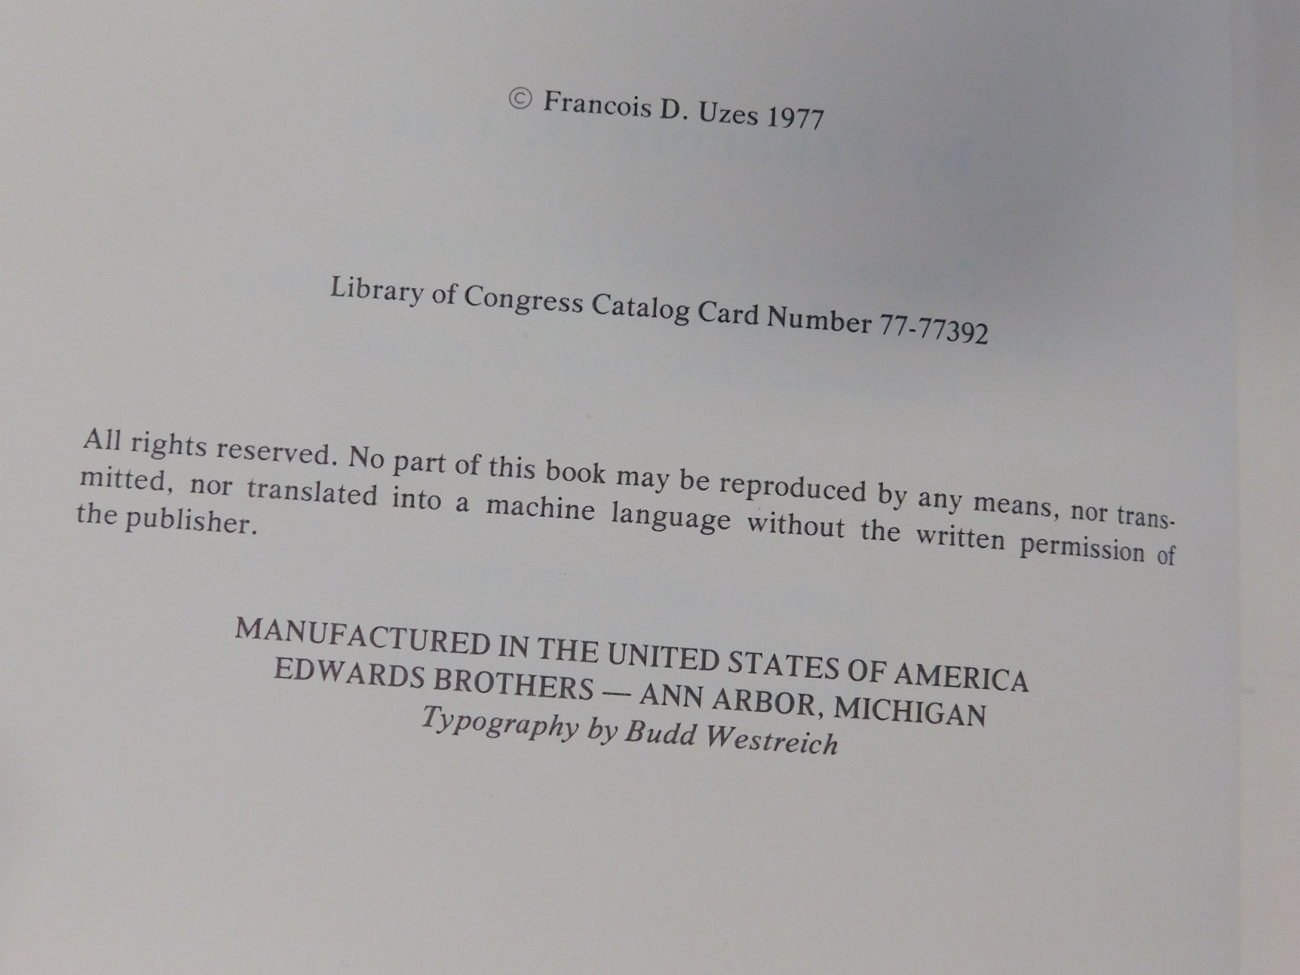 © Francois D. Uzes 1977
Library of Congress Catalog Card Number 77-77392
All rights reserved. No part of this book may be reproduced by any means, nor trans-
mitted, nor translated into a machine language without the written permission of
the publisher.
MANUFACTURED IN THE UNITED STATES OF AMERICA
EDWARDS BROTHERS — ANN ARBOR, MICHIGAN
Typography by Budd Westreich